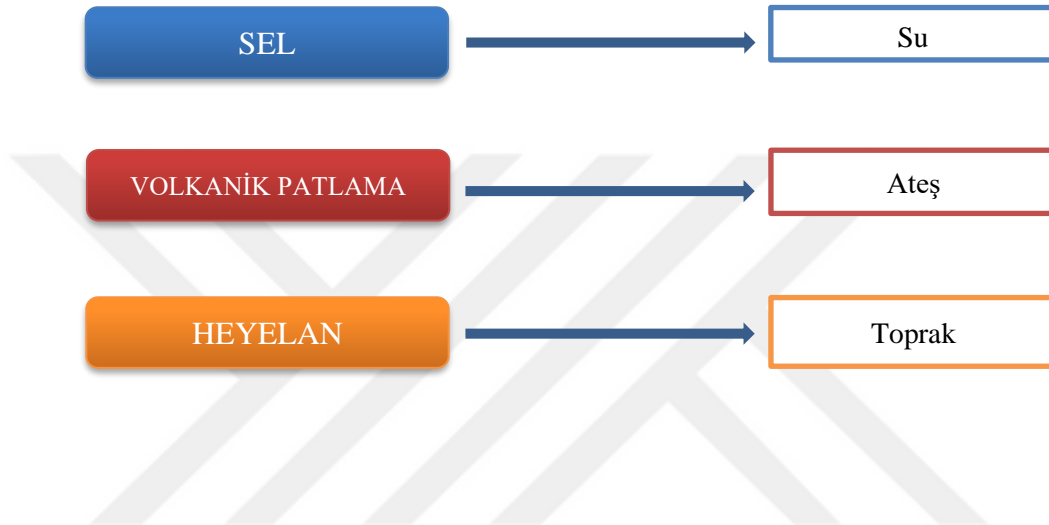 SEL
Su
VOLKANİK PATLAMA
Ateş
HEYELAN
Toprak